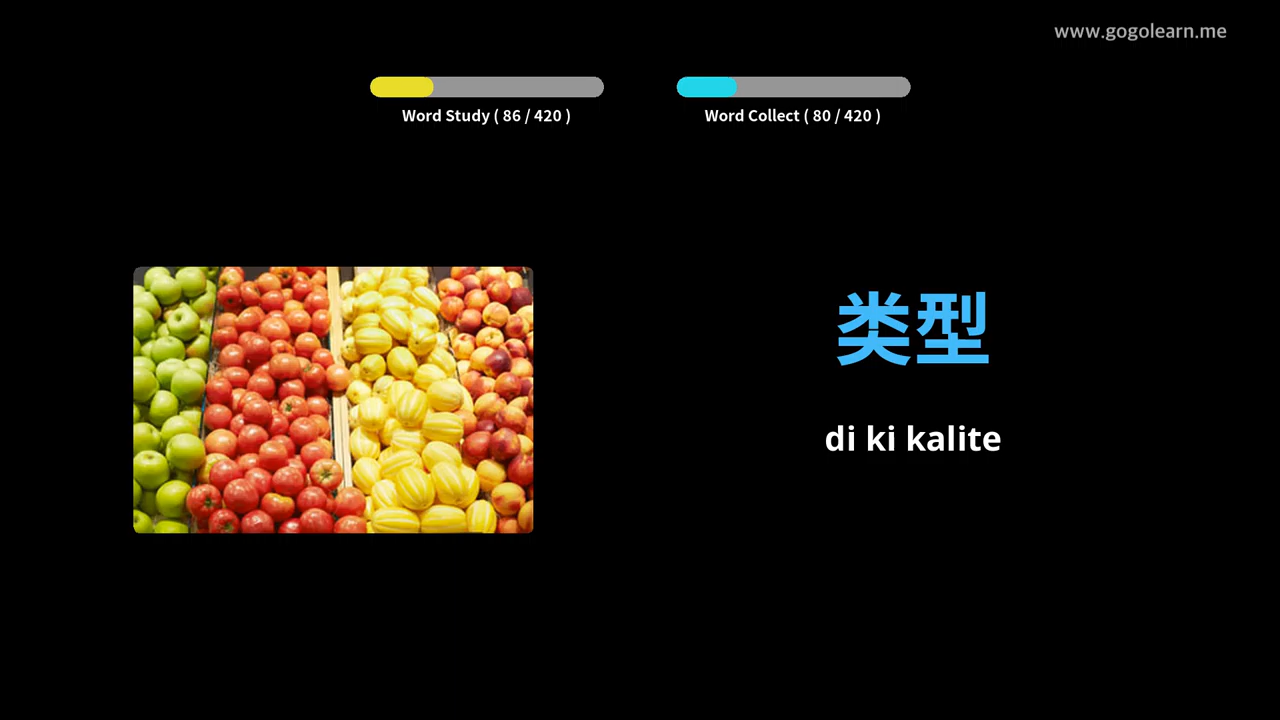 www.gogolearn.me
Word Study ( 86 / 420 )
Word Collect ( 80 / 420 )
类型
di ki kalite